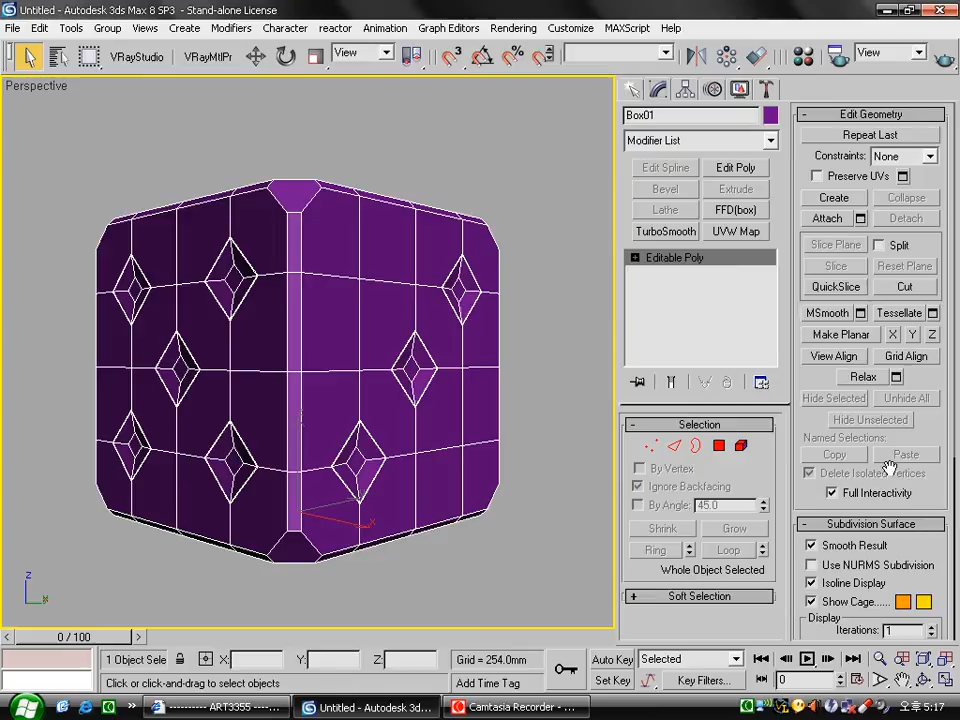 Untitled - Autodesk 3ds Max 8 SP3 - Stand-alone License
File Edit Tools Group Views Create Modifiers Character reactor Animation Graph Editors Rendering Customize MAXScript Help
VRayStudio VRayMtlPr View 3 % View
Perspective
Box01
Modifier List
Edit Spline Edit Poly
Bevel Extrude
Lathe FFD(box)
TurboSmooth UVW Map
+ Editable Poly
- Selection
By Vertex
Ignore Backfacing
By Angle: 45.0
Shrink Grow
Ring Loop
Whole Object Selected
+ Soft Selection
- Edit Geometry
Repeat Last
Constraints: None
Preserve UVs
Create Collapse
Attach Detach
Slice Plane Split
Slice Reset Plane
QuickSlice Cut
MSmooth Tessellate
Make Planar X Y Z
View Align Grid Align
Relax
Hide Selected Unhide All
Hide Unselected
Named Selections:
Copy Paste
Delete Isolated Vertices
Full Interactivity
- Subdivision Surface
Smooth Result
Use NURMS Subdivision
Isoline Display
Show Cage......
Display
Iterations: 1
x
z
< 0 / 100 >
1 Object Sele X: Y: Z: Grid = 254.0mm Auto Key Selected
Click or click-and-drag to select objects Add Time Tag Set Key Key Filters... 0
» ---------- ART3355 ----... Untitled - Autodesk 3d... Camtasia Recorder - ... 오후 5:17